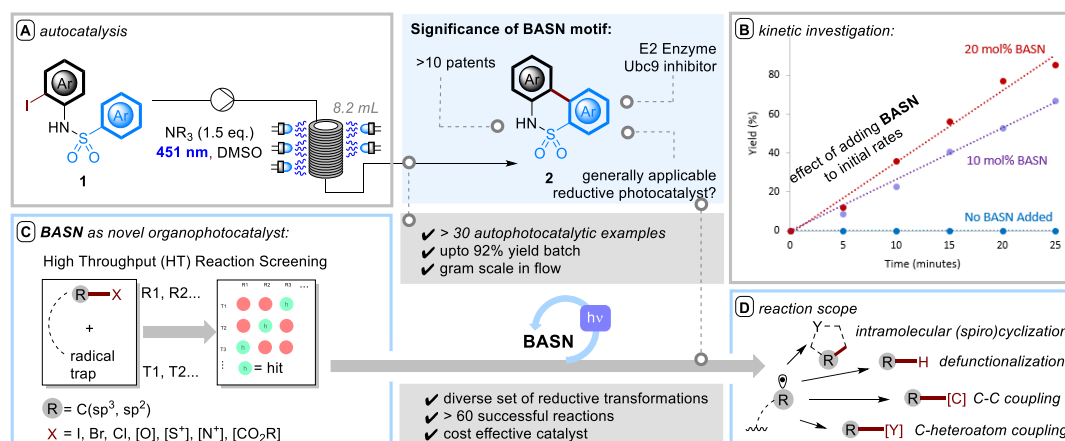 A autocatalysis
Ar
I
HN
S
O
O
Ar
1
NR3 (1.5 eq.)
451 nm, DMSO
8.2 mL
Significance of BASN motif:
>10 patents
E2 Enzyme
Ubc9 inhibitor
Ar
Ar
HN
S
O
O
2
generally applicable
reductive photocatalyst?
B kinetic investigation:
20 mol% BASN
10 mol% BASN
No BASN Added
effect of adding BASN
to initial rates
Yield (%)
80
60
40
20
0
0 5 10 15 20 25
Time (minutes)
✔ > 30 autophotocatalytic examples
✔ upto 92% yield batch
✔ gram scale in flow
C BASN as novel organophotocatalyst:
High Throughput (HT) Reaction Screening
R X
+
radical
trap
R1, R2...
T1, T2...
R1 R2 R3 ...
T1 h
T2 h
T3 h
⋮ h = hit
R = C(sp³, sp²)
X = I, Br, Cl, [O], [S⁺], [N⁺], [CO₂R]
hν
BASN
✔ diverse set of reductive transformations
✔ > 60 successful reactions
✔ cost effective catalyst
D reaction scope
Y
R
intramolecular (spiro)cyclization
R H defunctionalization
R
R [C] C-C coupling
R [Y] C-heteroatom coupling